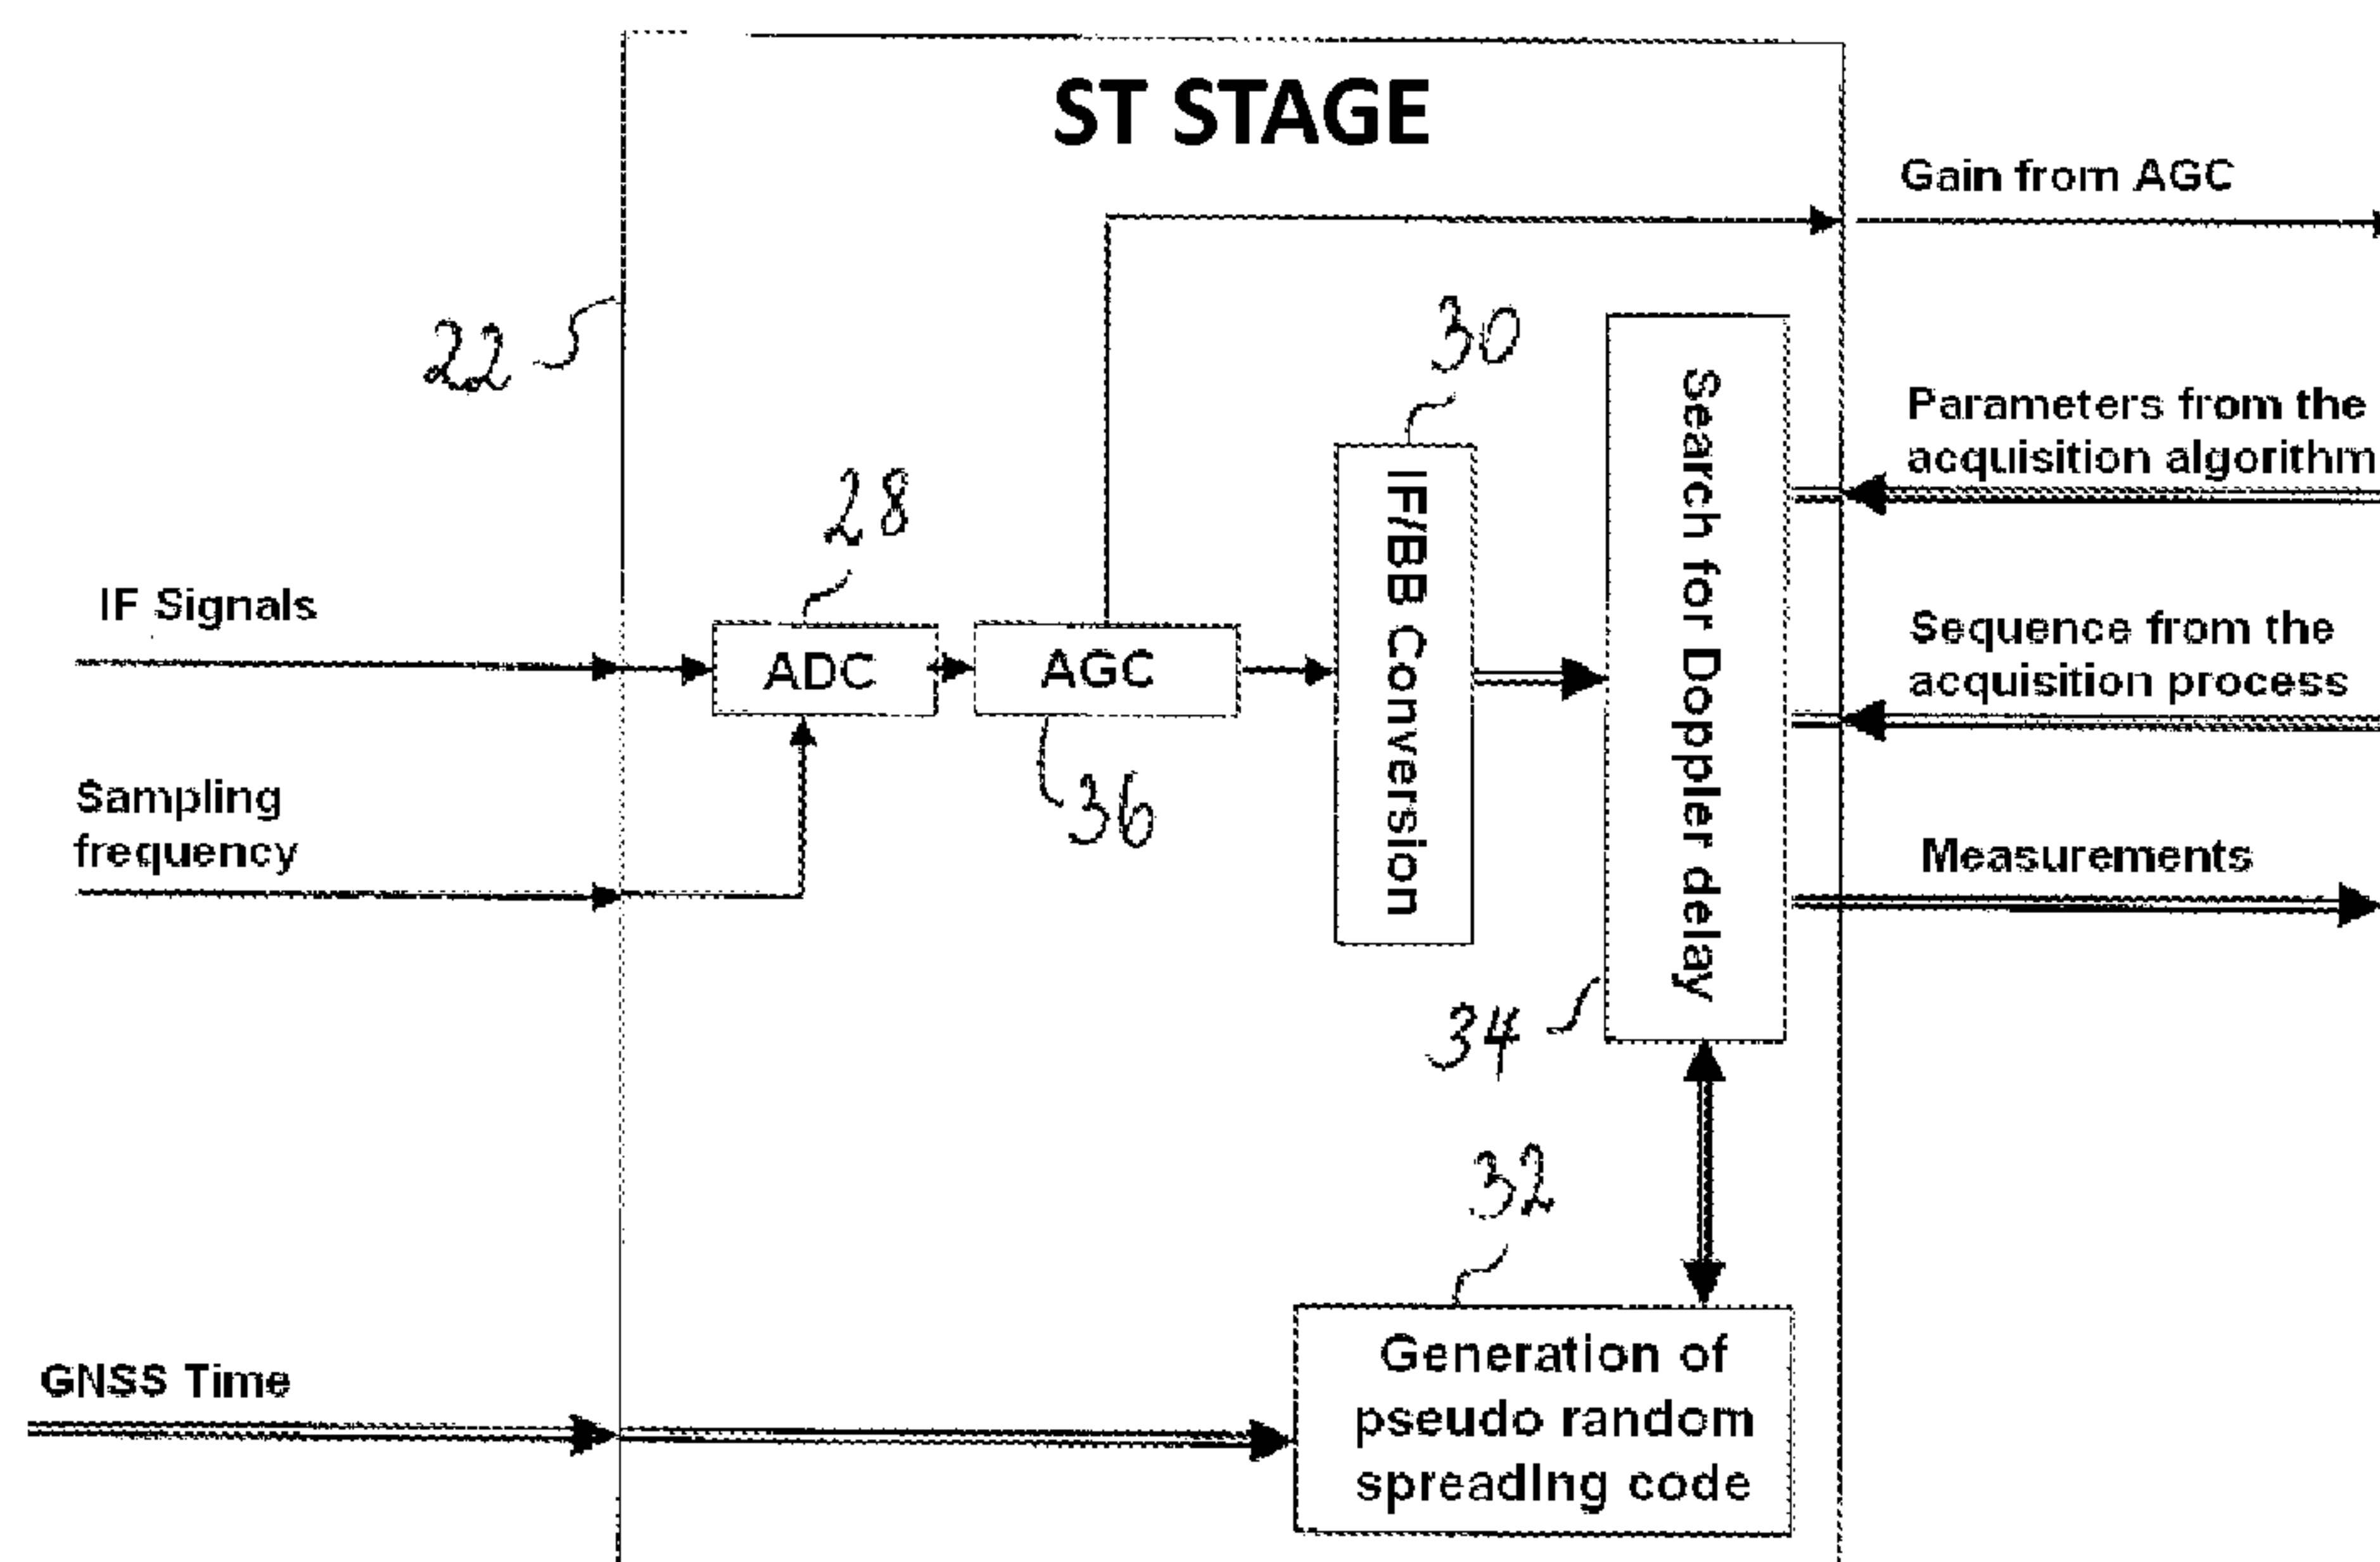 ST STAGE
Gain from AGC
22
30
Parameters from the
acquisition algorithm
28
IF Signals
ADC
AGC
36
IF/BB Conversion
Search for Doppler delay
Sequence from the
acquisition process
Sampling
frequency
Measurements
34
32
GNSS Time
Generation of
pseudo random
spreading code